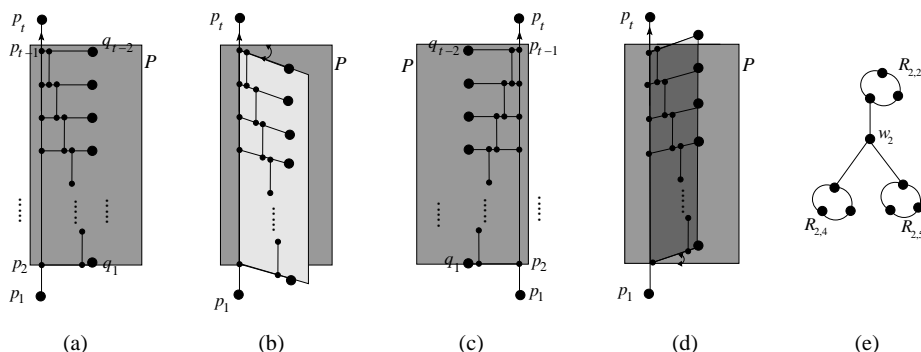 p_t
p_{t-1}
q_{t-2}
P
p_2
q_1
p_1
(a)
p_t
P
p_1
(b)
p_t
q_{t-2}
p_{t-1}
P
q_1
p_2
p_1
(c)
p_t
P
p_1
(d)
R_{2,2}
w_2
R_{2,4}
R_{2,5}
(e)